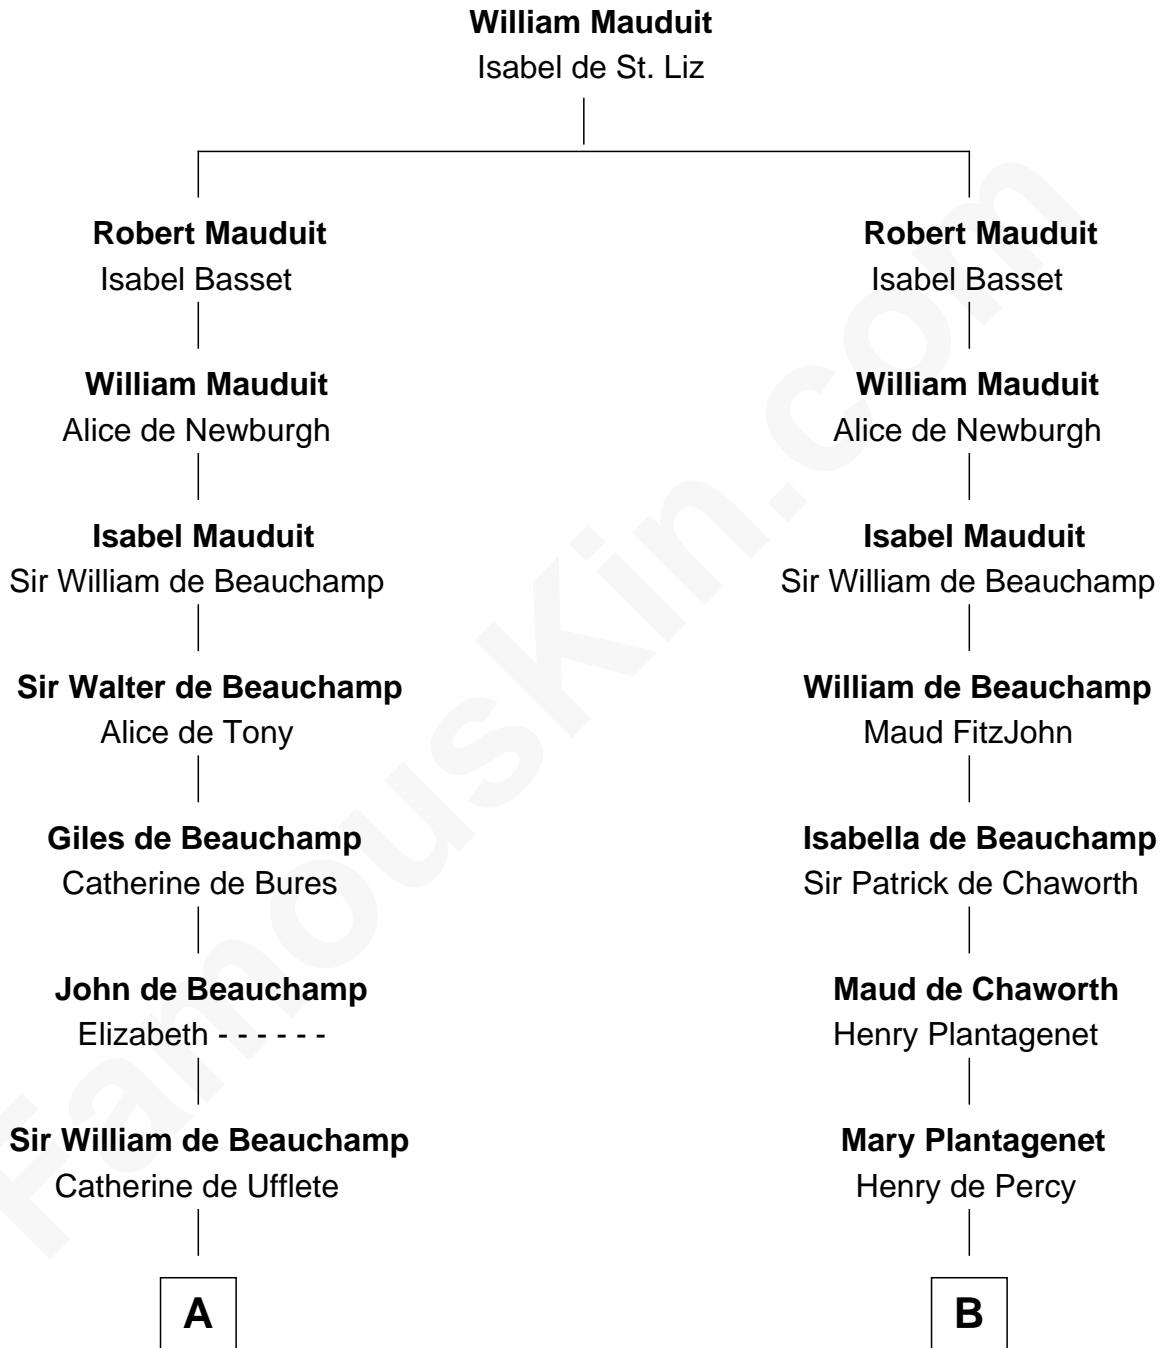 William Mauduit
Isabel de St. Liz
Robert Mauduit
Isabel Basset
Robert Mauduit
Isabel Basset
William Mauduit
Alice de Newburgh
William Mauduit
Alice de Newburgh
Isabel Mauduit
Sir William de Beauchamp
Isabel Mauduit
Sir William de Beauchamp
Sir Walter de Beauchamp
Alice de Tony
William de Beauchamp
Maud FitzJohn
Giles de Beauchamp
Catherine de Bures
Isabella de Beauchamp
Sir Patrick de Chaworth
John de Beauchamp
Elizabeth - - - - - -
Maud de Chaworth
Henry Plantagenet
Sir William de Beauchamp
Catherine de Ufflete
Mary Plantagenet
Henry de Percy
A
B
FamousKin.com